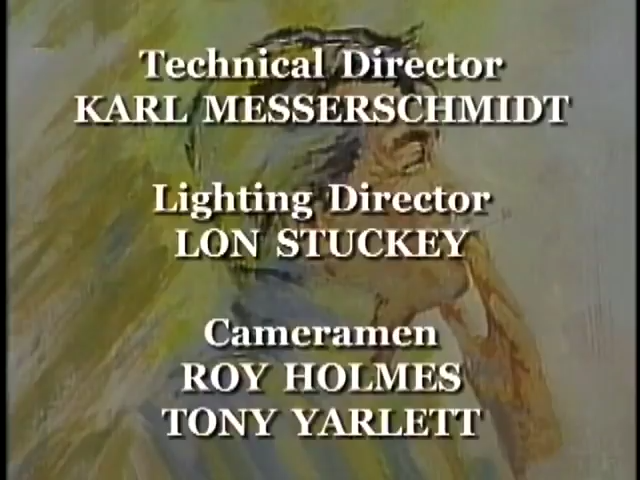 Technical Director
KARL MESSERSCHMIDT
Lighting Director
LON STUCKEY
Cameramen
ROY HOLMES
TONY YARLETT